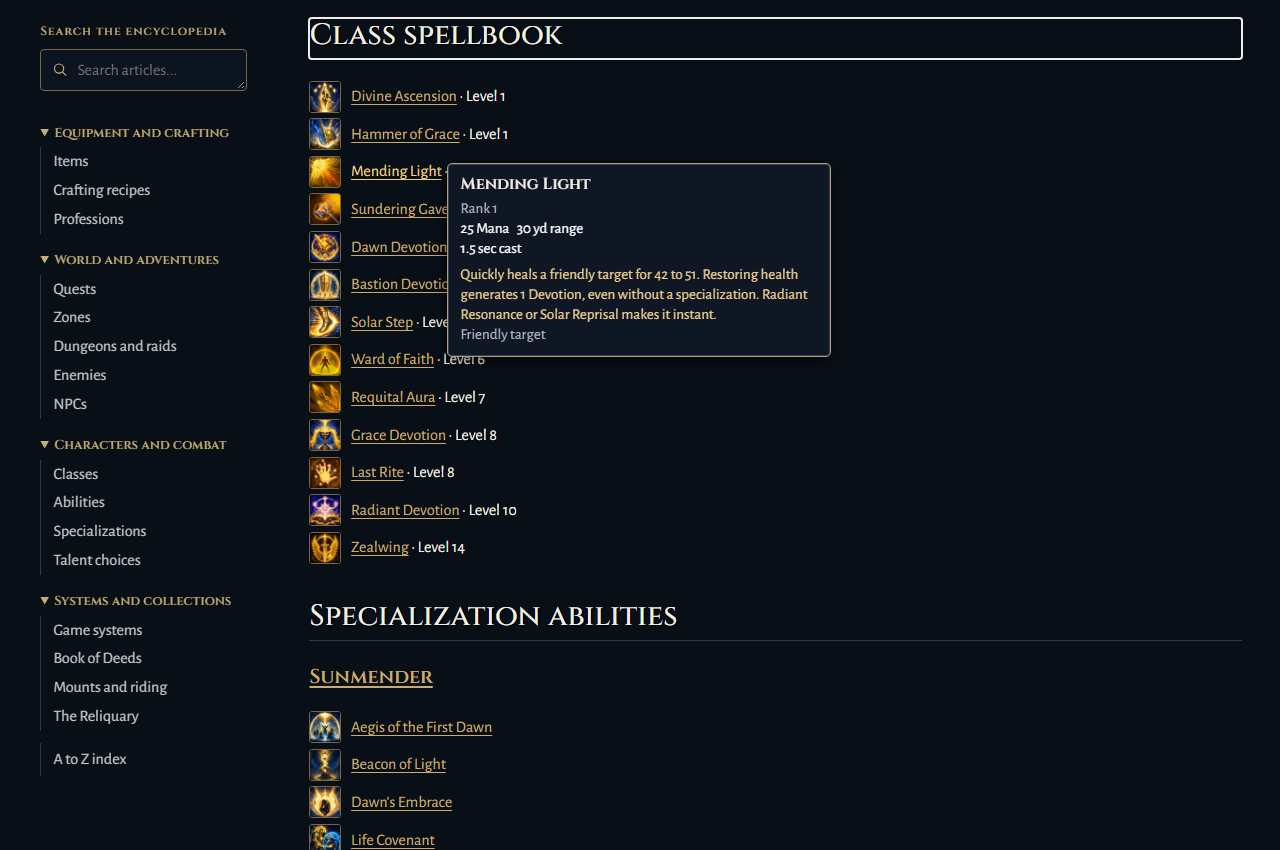 Search the encyclopedia
Search articles...
▼ Equipment and crafting
Items
Crafting recipes
Professions
▼ World and adventures
Quests
Zones
Dungeons and raids
Enemies
NPCs
▼ Characters and combat
Classes
Abilities
Specializations
Talent choices
▼ Systems and collections
Game systems
Book of Deeds
Mounts and riding
The Reliquary
A to Z index
Class spellbook
Divine Ascension · Level 1
Hammer of Grace · Level 1
Mending Light ·
Sundering Gave
Dawn Devotion
Bastion Devotio
Solar Step · Leve
Ward of Faith · Level 6
Requital Aura · Level 7
Grace Devotion · Level 8
Last Rite · Level 8
Radiant Devotion · Level 10
Zealwing · Level 14
Mending Light
Rank 1
25 Mana 30 yd range
1.5 sec cast
Quickly heals a friendly target for 42 to 51. Restoring health
generates 1 Devotion, even without a specialization. Radiant
Resonance or Solar Reprisal makes it instant.
Friendly target
Specialization abilities
Sunmender
Aegis of the First Dawn
Beacon of Light
Dawn's Embrace
Life Covenant